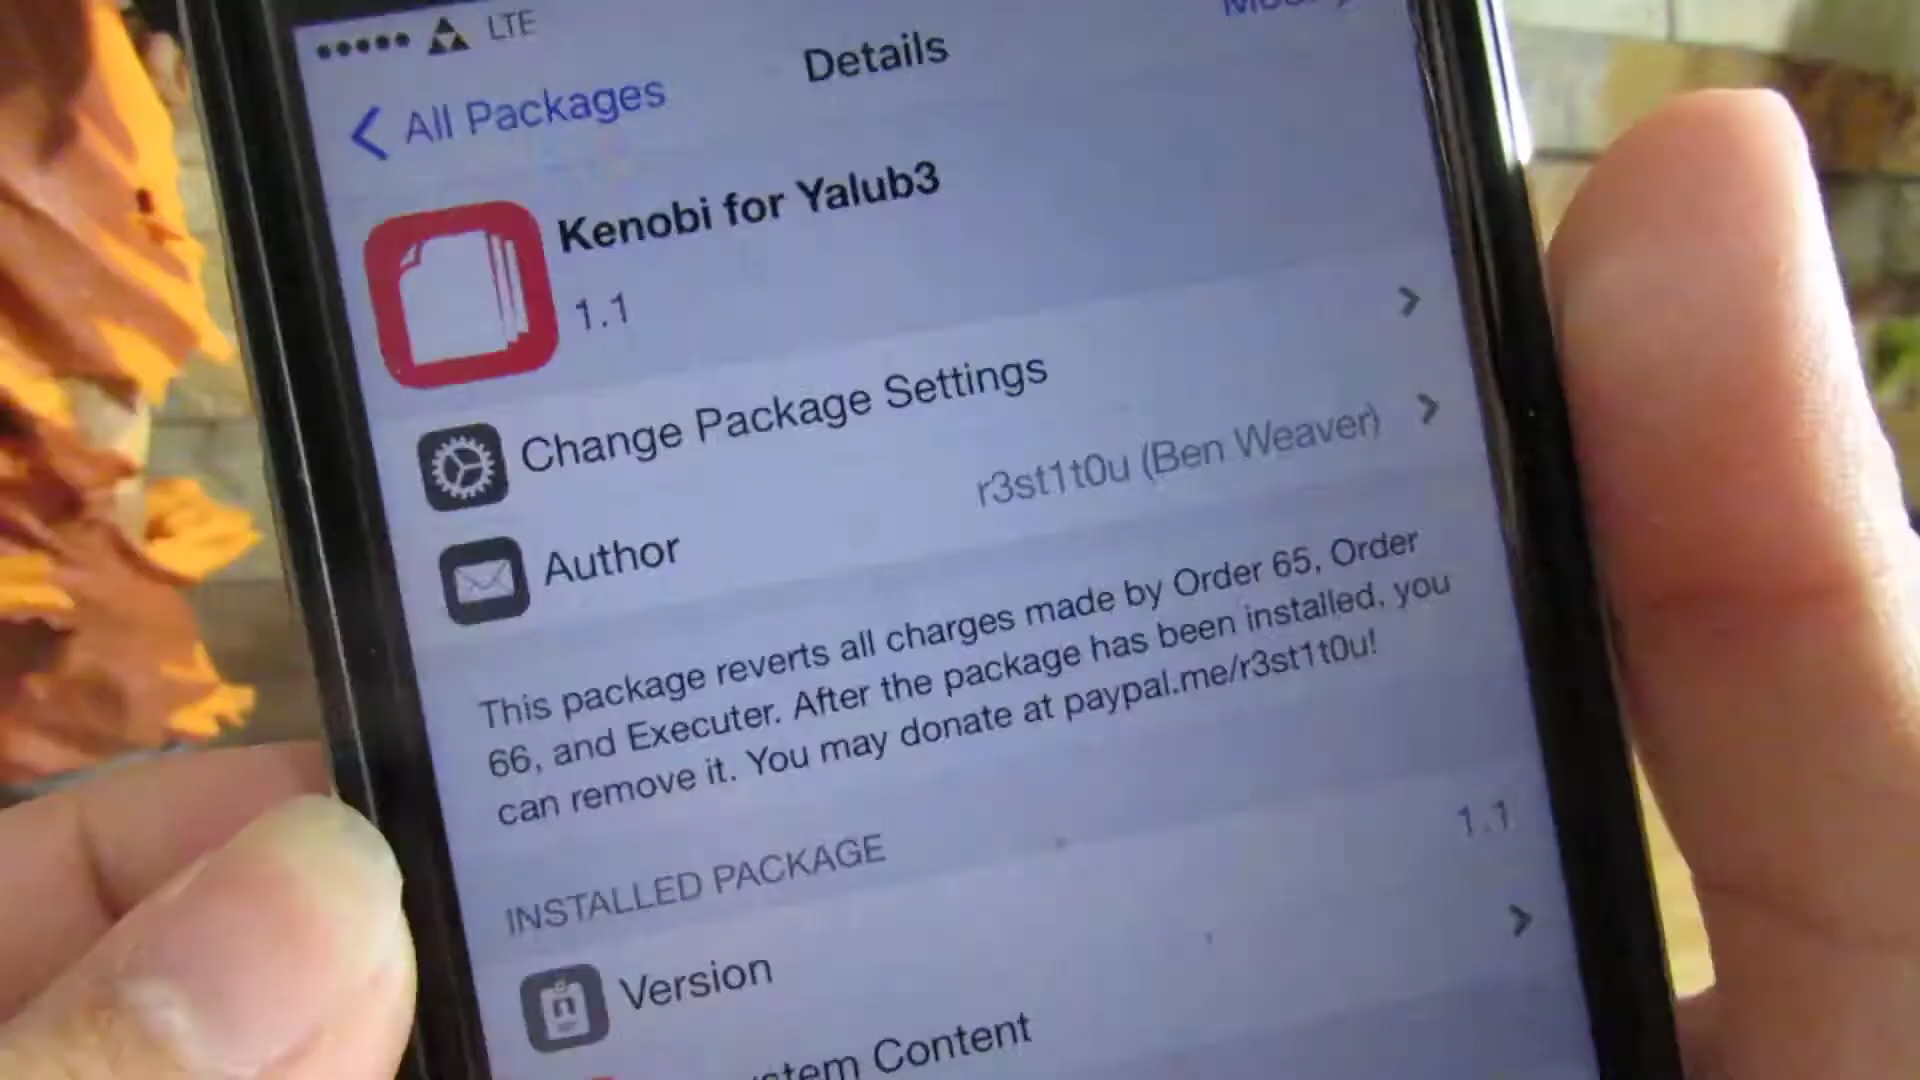 LTE
Details
All Packages
Kenobi for Yalub3
1.1
Change Package Settings
Author
r3st1t0u (Ben Weaver)
This package reverts all charges made by Order 65, Order
66, and Executer. After the package has been installed, you
can remove it. You may donate at paypal.me/r3st1t0u!
INSTALLED PACKAGE
Version
1.1
Content